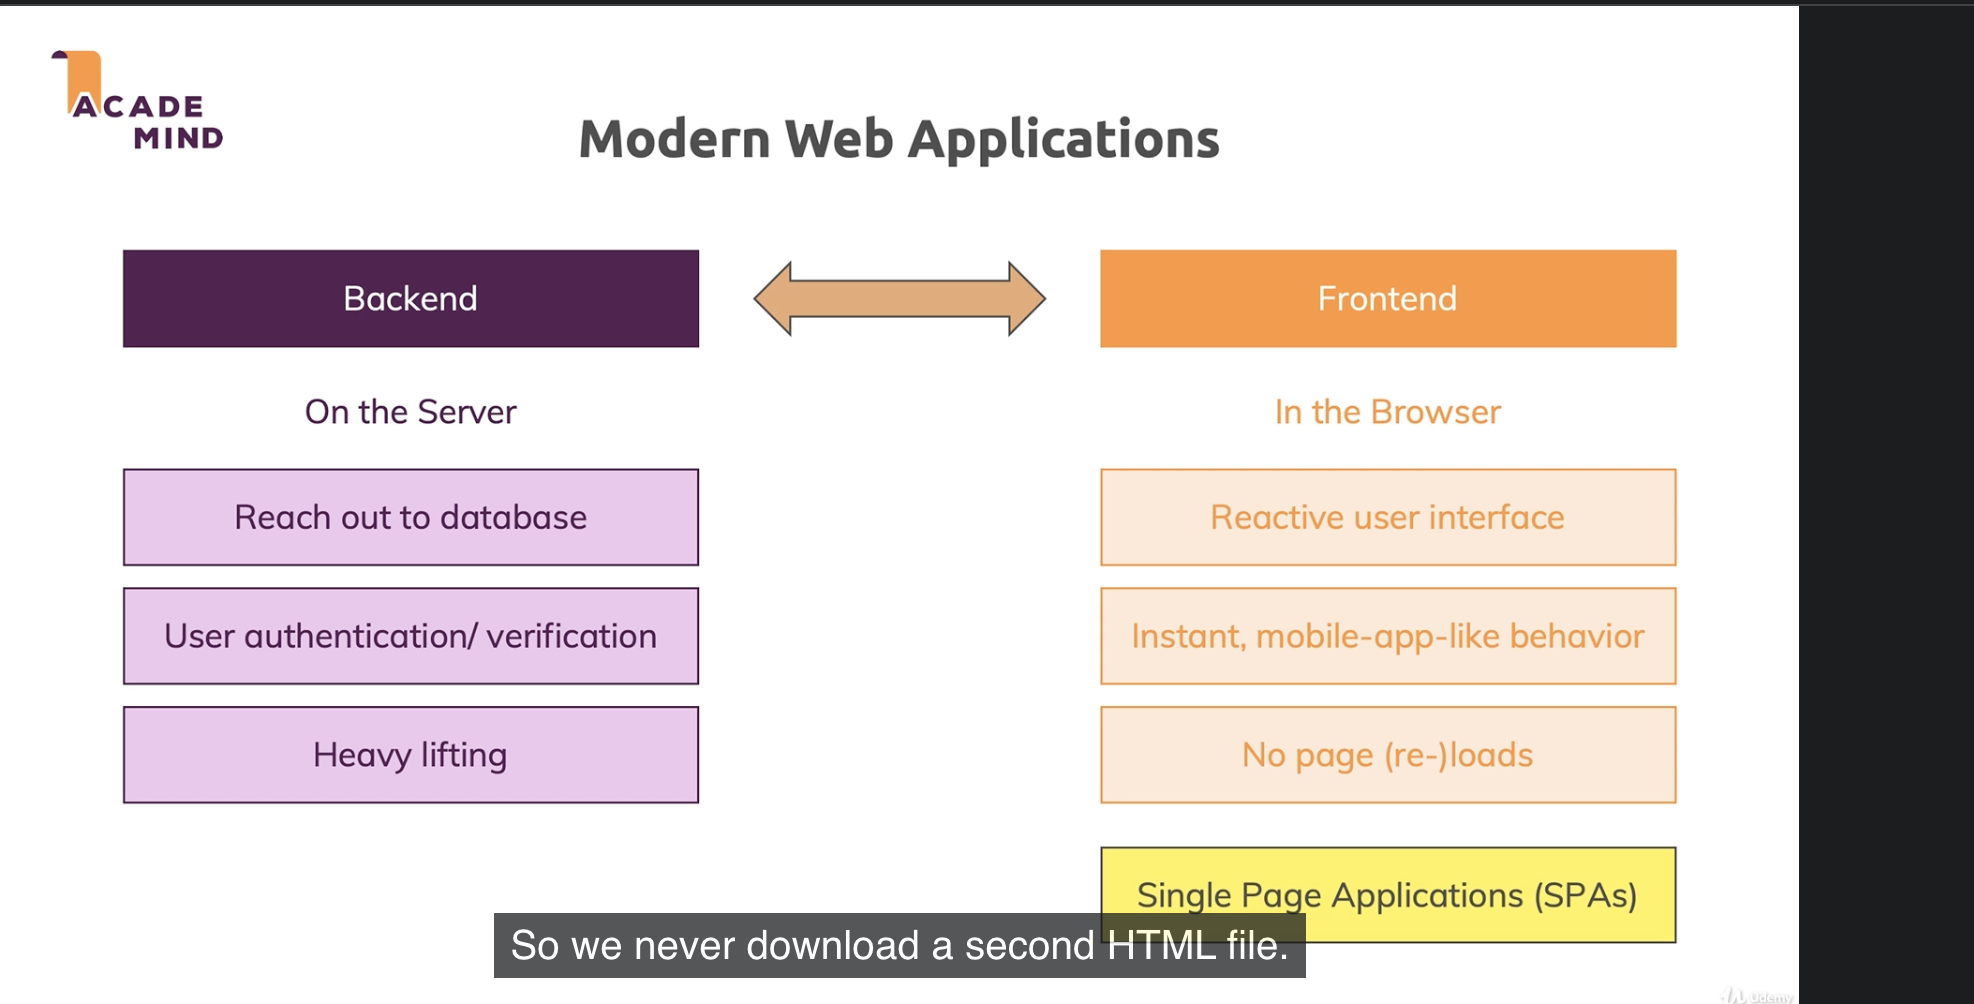 ACADE
MIND
Modern Web Applications
Backend
Frontend
On the Server
In the Browser
Reach out to database
Reactive user interface
User authentication/ verification
Instant, mobile-app-like behavior
Heavy lifting
No page (re-)loads
Single Page Applications (SPAs)
So we never download a second HTML file.
Udemy